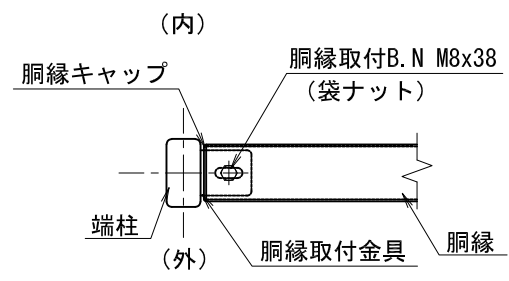 （内）
胴縁取付B.N M8x38
（袋ナット）
胴縁キャップ
端柱
（外）
胴縁取付金具
胴縁